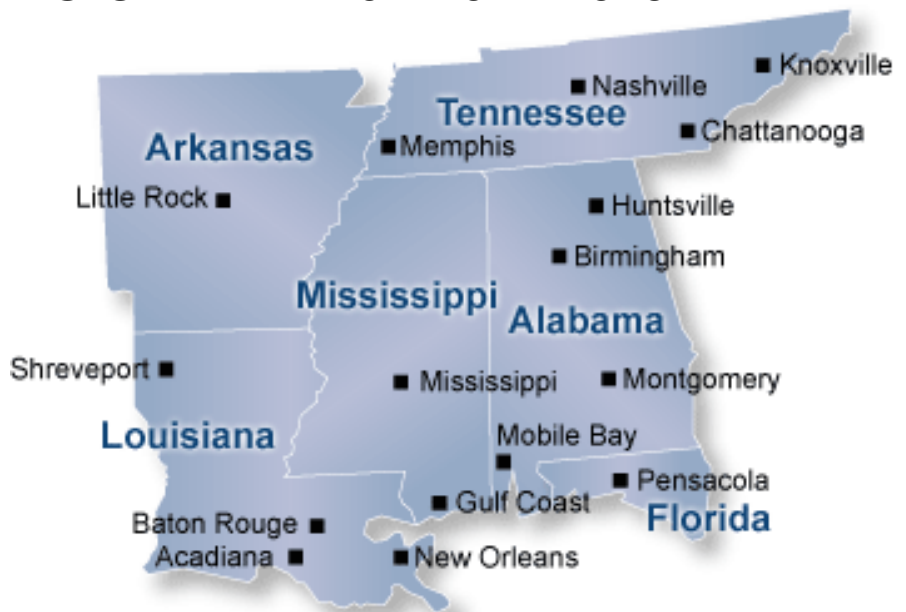 Knoxville
Nashville
Tennessee
Chattanooga
Memphis
Arkansas
Little Rock
Huntsville
Birmingham
Mississippi
Alabama
Shreveport
Mississippi
Montgomery
Louisiana
Mobile Bay
Pensacola
Gulf Coast
Florida
Baton Rouge
Acadiana
New Orleans